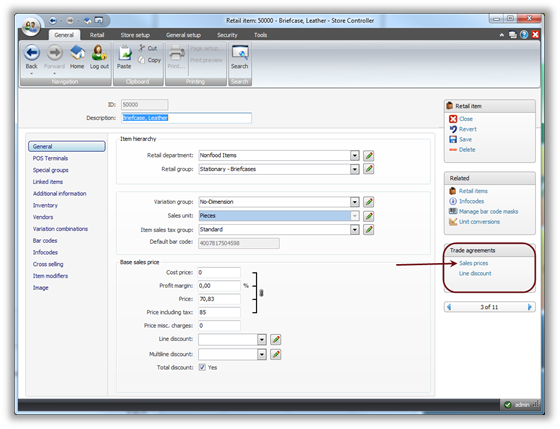 Retail item: 50000 - Briefcase, Leather - Store Controller
General Retail Store setup General setup Security Tools
Back Forward Home Log out Paste Cut Copy Print... Page setup... Print preview Search
Navigation Clipboard Printing Search
ID: 50000
Description: Briefcase, Leather
General
POS Terminals
Special groups
Linked items
Additional information
Inventory
Vendors
Variation combinations
Bar codes
Infocodes
Cross selling
Item modifiers
Image
Item hierarchy
Retail department: Nonfood Items
Retail group: Stationary - Briefcases
Variation group: No-Dimension
Sales unit: Pieces
Item sales tax group: Standard
Default bar code: 4007817504598
Base sales price
Cost price: 0
Profit margin: 0,00 %
Price: 70,83
Price including tax: 85
Price misc. charges: 0
Line discount:
Multiline discount:
Total discount: Yes
Retail item
Close
Revert
Save
Delete
Related
Retail items
Infocodes
Manage bar code masks
Unit conversions
Trade agreements
Sales prices
Line discount
3 of 11
admin